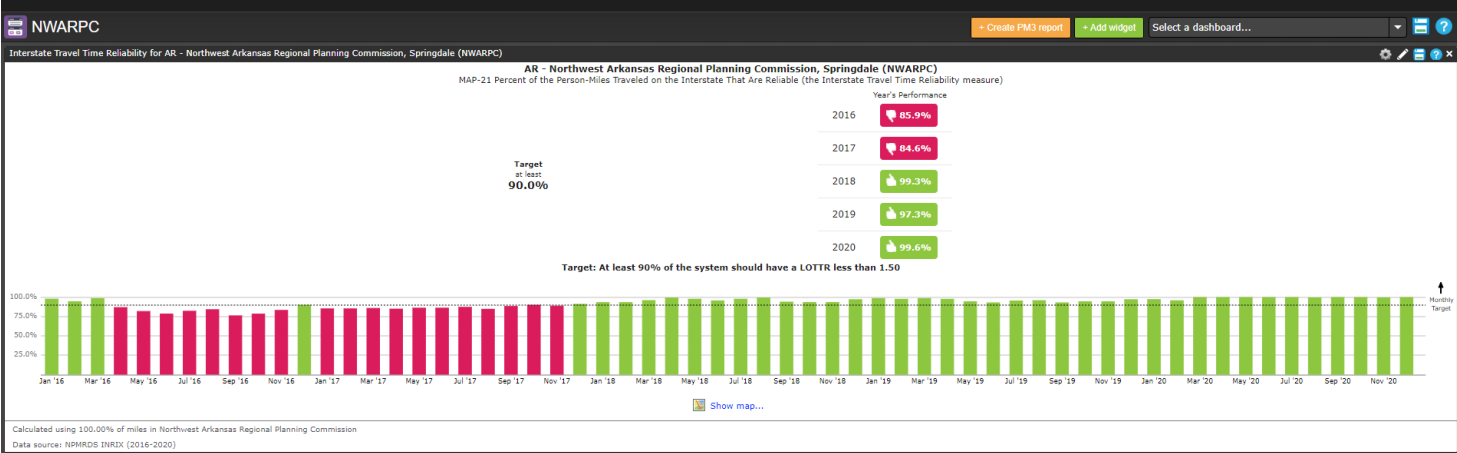 NWARPC
+ Create PM3 report
+ Add widget
Select a dashboard...
Interstate Travel Time Reliability for AR - Northwest Arkansas Regional Planning Commission, Springdale (NWARPC)
AR - Northwest Arkansas Regional Planning Commission, Springdale (NWARPC)
MAP-21 Percent of the Person-Miles Traveled on the Interstate That Are Reliable (the Interstate Travel Time Reliability measure)
Year's Performance
2016 85.9%
2017 84.6%
Target
at least
90.0%
2018 99.3%
2019 97.3%
2020 99.6%
Target: At least 90% of the system should have a LOTTR less than 1.50
100.0%
75.0%
50.0%
25.0%
Monthly
Target
Jan '16 Mar '16 May '16 Jul '16 Sep '16 Nov '16 Jan '17 Mar '17 May '17 Jul '17 Sep '17 Nov '17 Jan '18 Mar '18 May '18 Jul '18 Sep '18 Nov '18 Jan '19 Mar '19 May '19 Jul '19 Sep '19 Nov '19 Jan '20 Mar '20 May '20 Jul '20 Sep '20 Nov '20
Show map...
Calculated using 100.00% of miles in Northwest Arkansas Regional Planning Commission
Data source: NPMRDS INRIX (2016-2020)